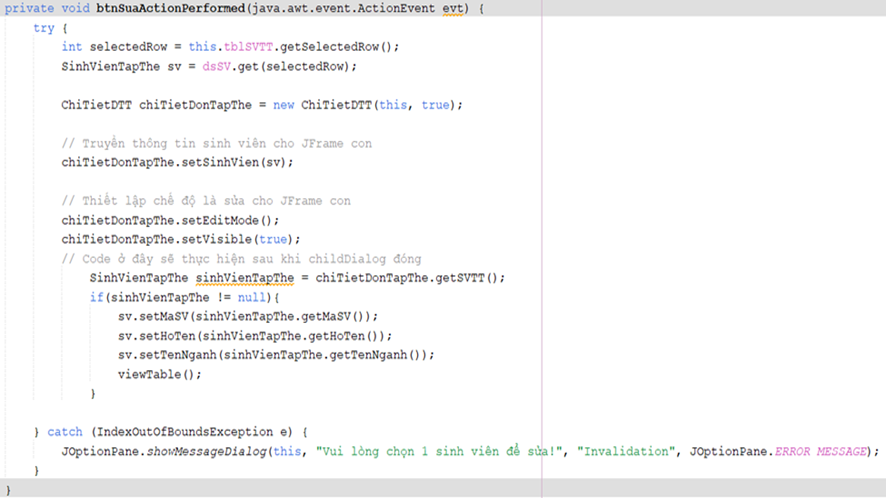 private void btnSuaActionPerformed(java.awt.event.ActionEvent evt) {
try {
int selectedRow = this.tblSVTT.getSelectedRow();
SinhVienTapThe sv = dsSV.get(selectedRow);
ChiTietDTT chiTietDonTapThe = new ChiTietDTT(this, true);
// Truyền thông tin sinh viên cho JFrame con
chiTietDonTapThe.setSinhVien(sv);
// Thiết lập chế độ là sửa cho JFrame con
chiTietDonTapThe.setEditMode();
chiTietDonTapThe.setVisible(true);
// Code ở đây sẽ thực hiện sau khi childDialog đóng
SinhVienTapThe sinhVienTapThe = chiTietDonTapThe.getSVTT();
if(sinhVienTapThe != null){
sv.setMaSV(sinhVienTapThe.getMaSV());
sv.setHoTen(sinhVienTapThe.getHoTen());
sv.setTenNganh(sinhVienTapThe.getTenNganh());
viewTable();
}
} catch (IndexOutOfBoundsException e) {
JOptionPane.showMessageDialog(this, "Vui lòng chọn 1 sinh viên để sửa!", "Invalidation", JOptionPane.ERROR_MESSAGE);
}
}